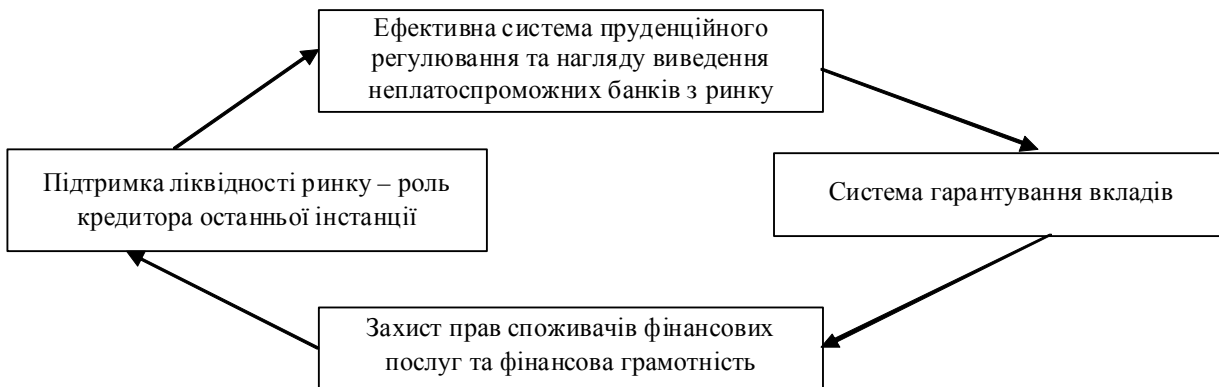 Ефективна система пруденційного
регулювання та нагляду виведення
неплатоспроможних банків з ринку
Підтримка ліквідності ринку – роль
кредитора останньої інстанції
Система гарантування вкладів
Захист прав споживачів фінансових
послуг та фінансова грамотність